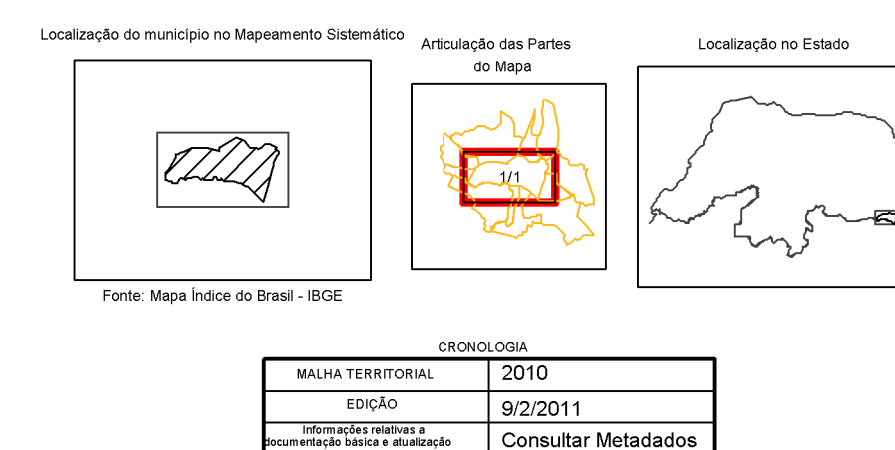 Localização do município no Mapeamento Sistemático
Articulação das Partes
do Mapa
Localização no Estado
1/1
Fonte: Mapa Índice do Brasil - IBGE
CRONOLOGIA
MALHA TERRITORIAL 2010
EDIÇÃO 9/2/2011
Informações relativas a
documentação básica e atualização Consultar Metadados